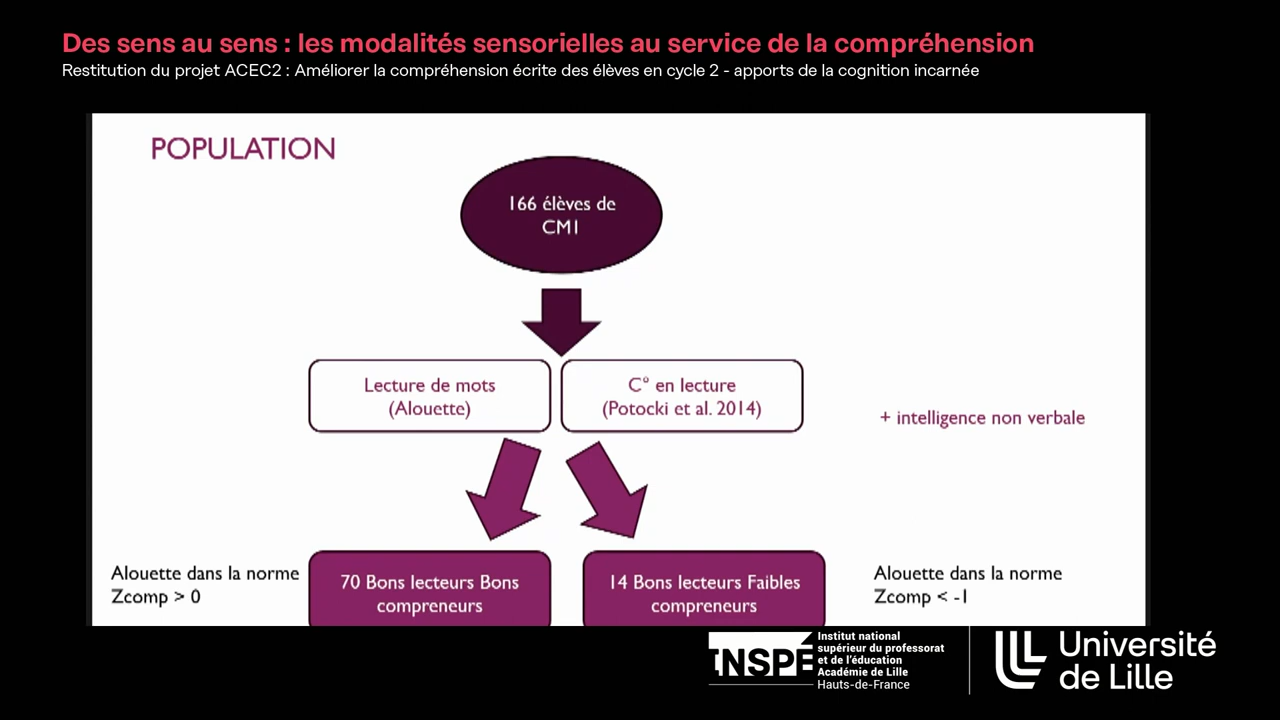 Des sens au sens : les modalités sensorielles au service de la compréhension
Restitution du projet ACEC2 : Améliorer la compréhension écrite des élèves en cycle 2 - apports de la cognition incarnée
POPULATION
166 élèves de
CM1
Lecture de mots
(Alouette)
C° en lecture
(Potocki et al. 2014)
+ intelligence non verbale
Alouette dans la norme
Zcomp > 0
70 Bons lecteurs Bons
compreneurs
14 Bons lecteurs Faibles
compreneurs
Alouette dans la norme
Zcomp < -1
INSPÉ
Institut national
supérieur du professorat
et de l'éducation
Académie de Lille
Hauts-de-France
Université
de Lille